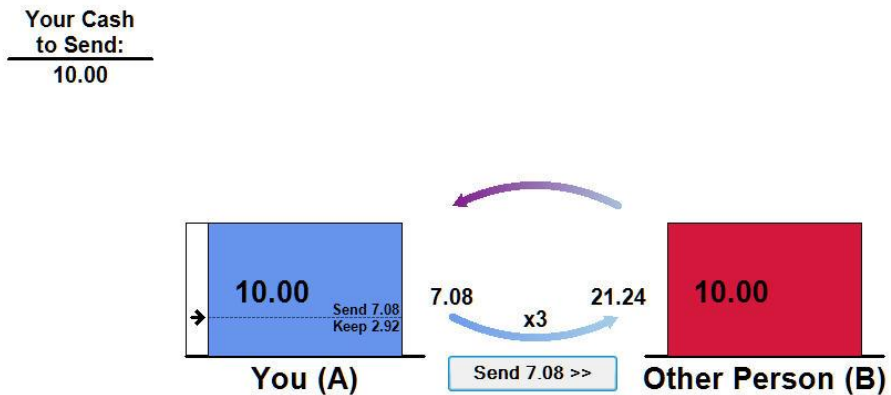 Your Cash
to Send:
10.00
10.00
Send 7.08
Keep 2.92
7.08
x3
21.24
10.00
You (A)
Send 7.08 >>
Other Person (B)